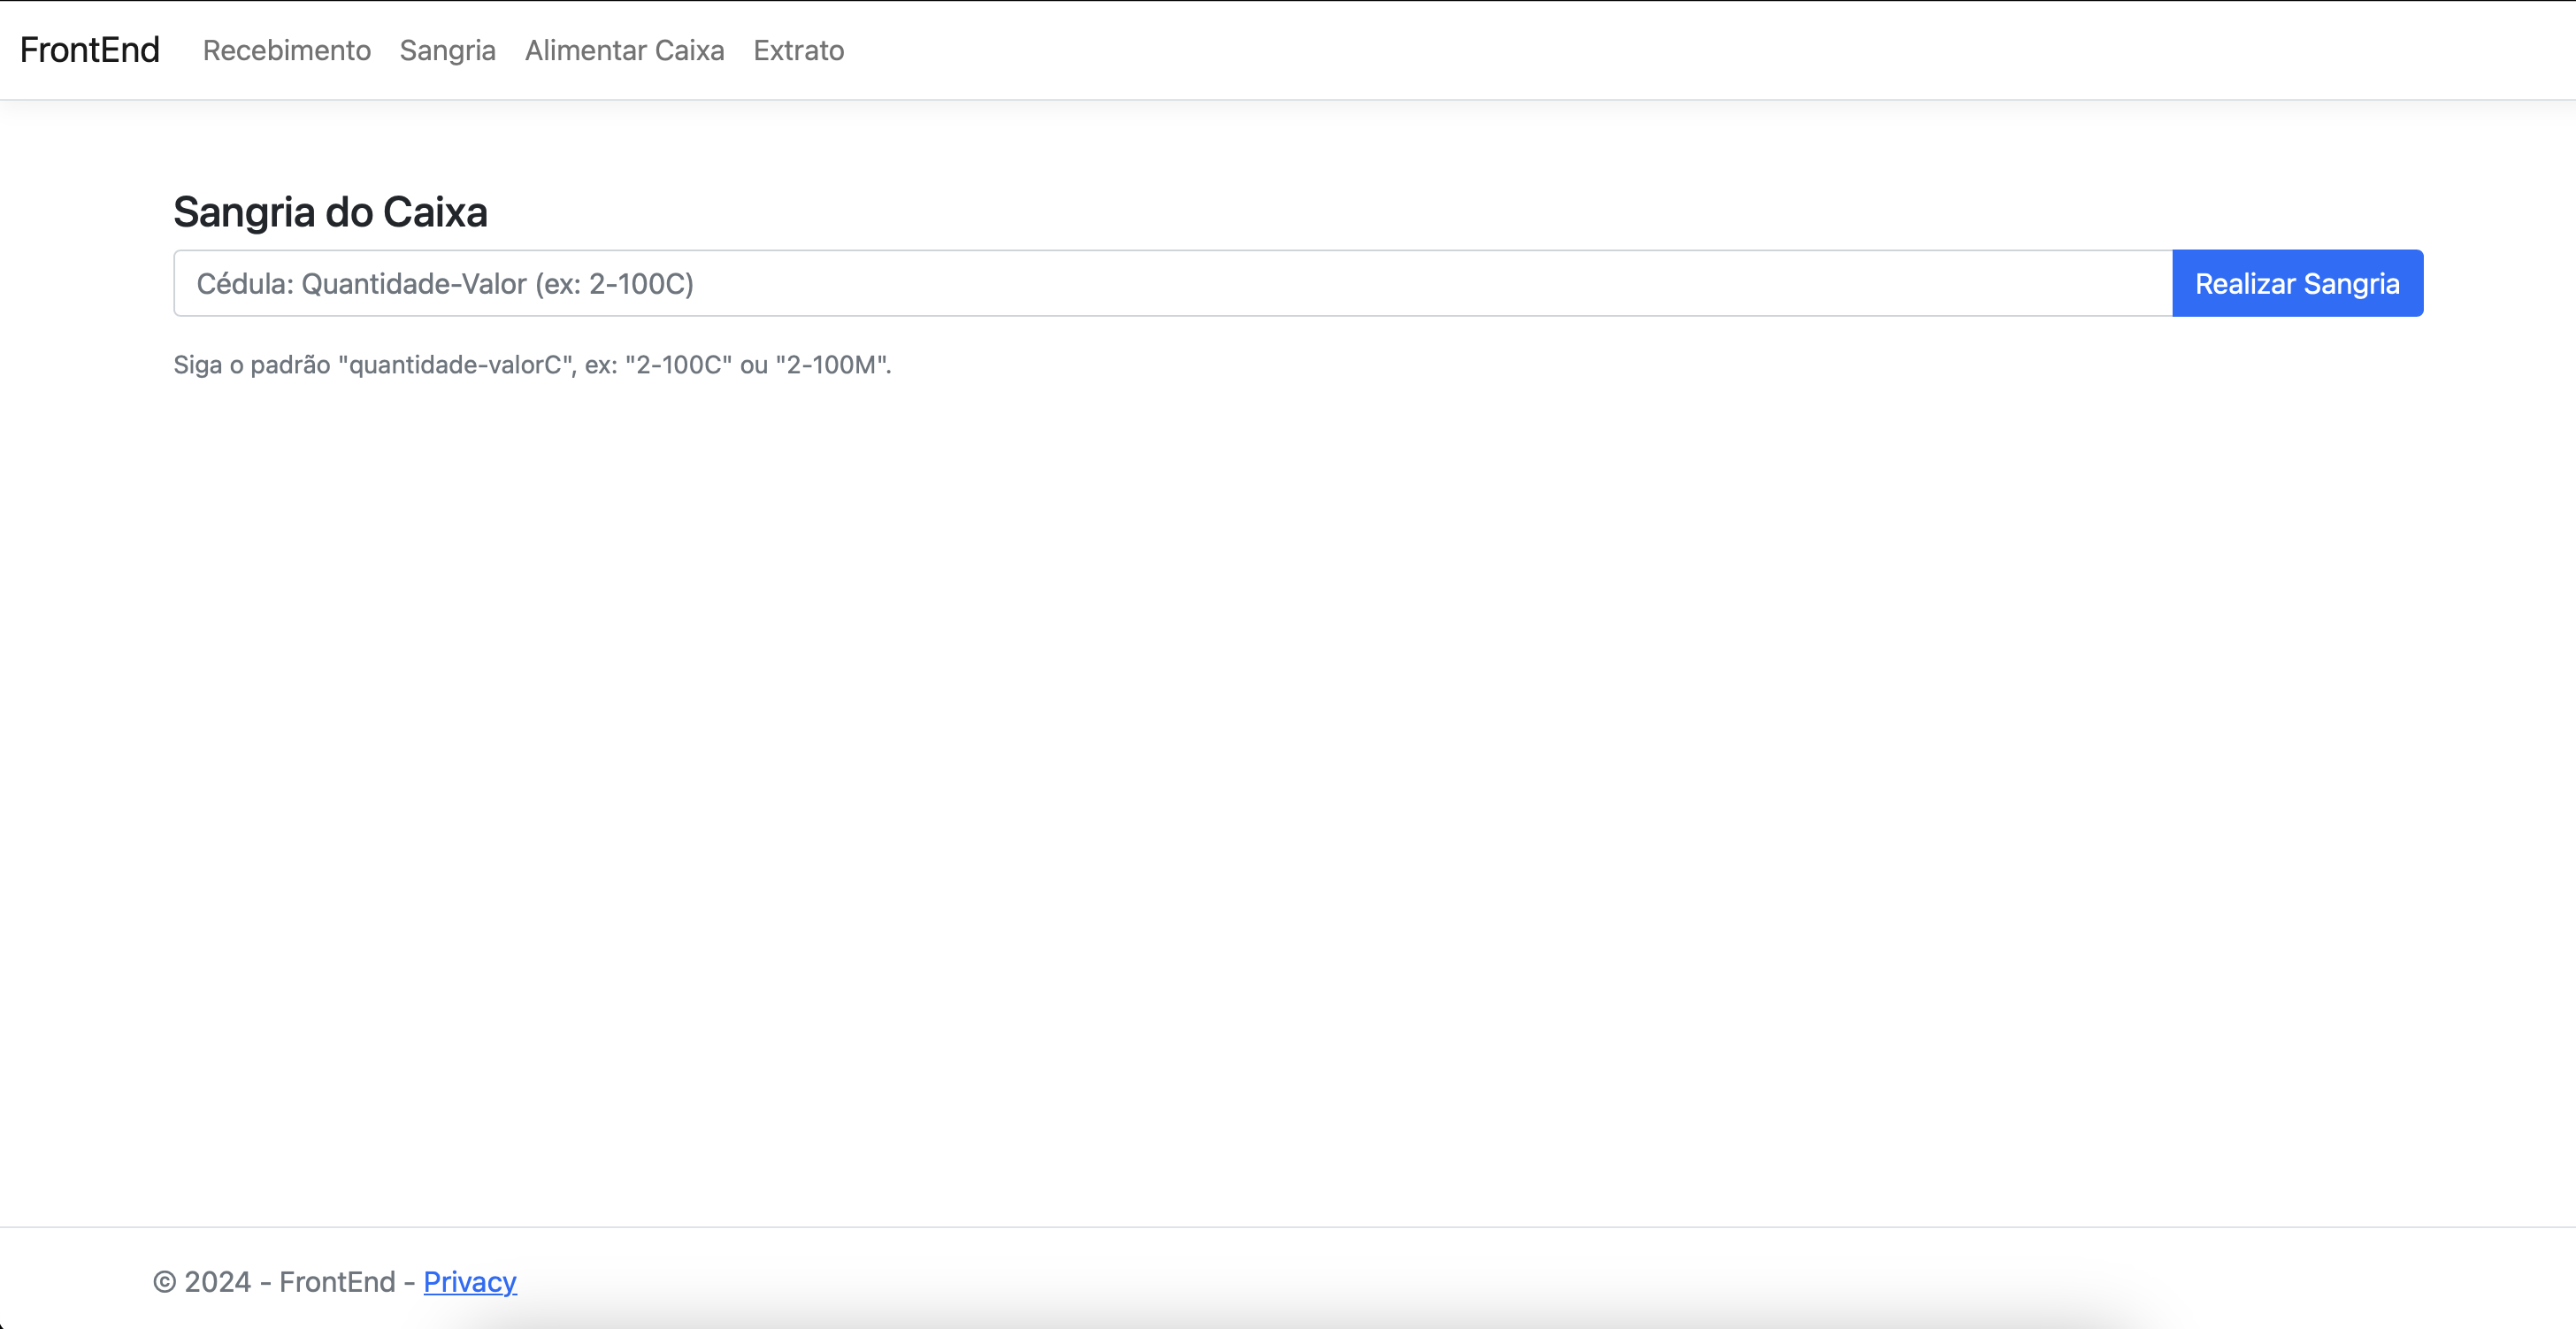 FrontEnd Recebimento Sangria Alimentar Caixa Extrato
Sangria do Caixa
Cédula: Quantidade-Valor (ex: 2-100C) Realizar Sangria
Siga o padrão "quantidade-valorC", ex: "2-100C" ou "2-100M".
© 2024 - FrontEnd - Privacy